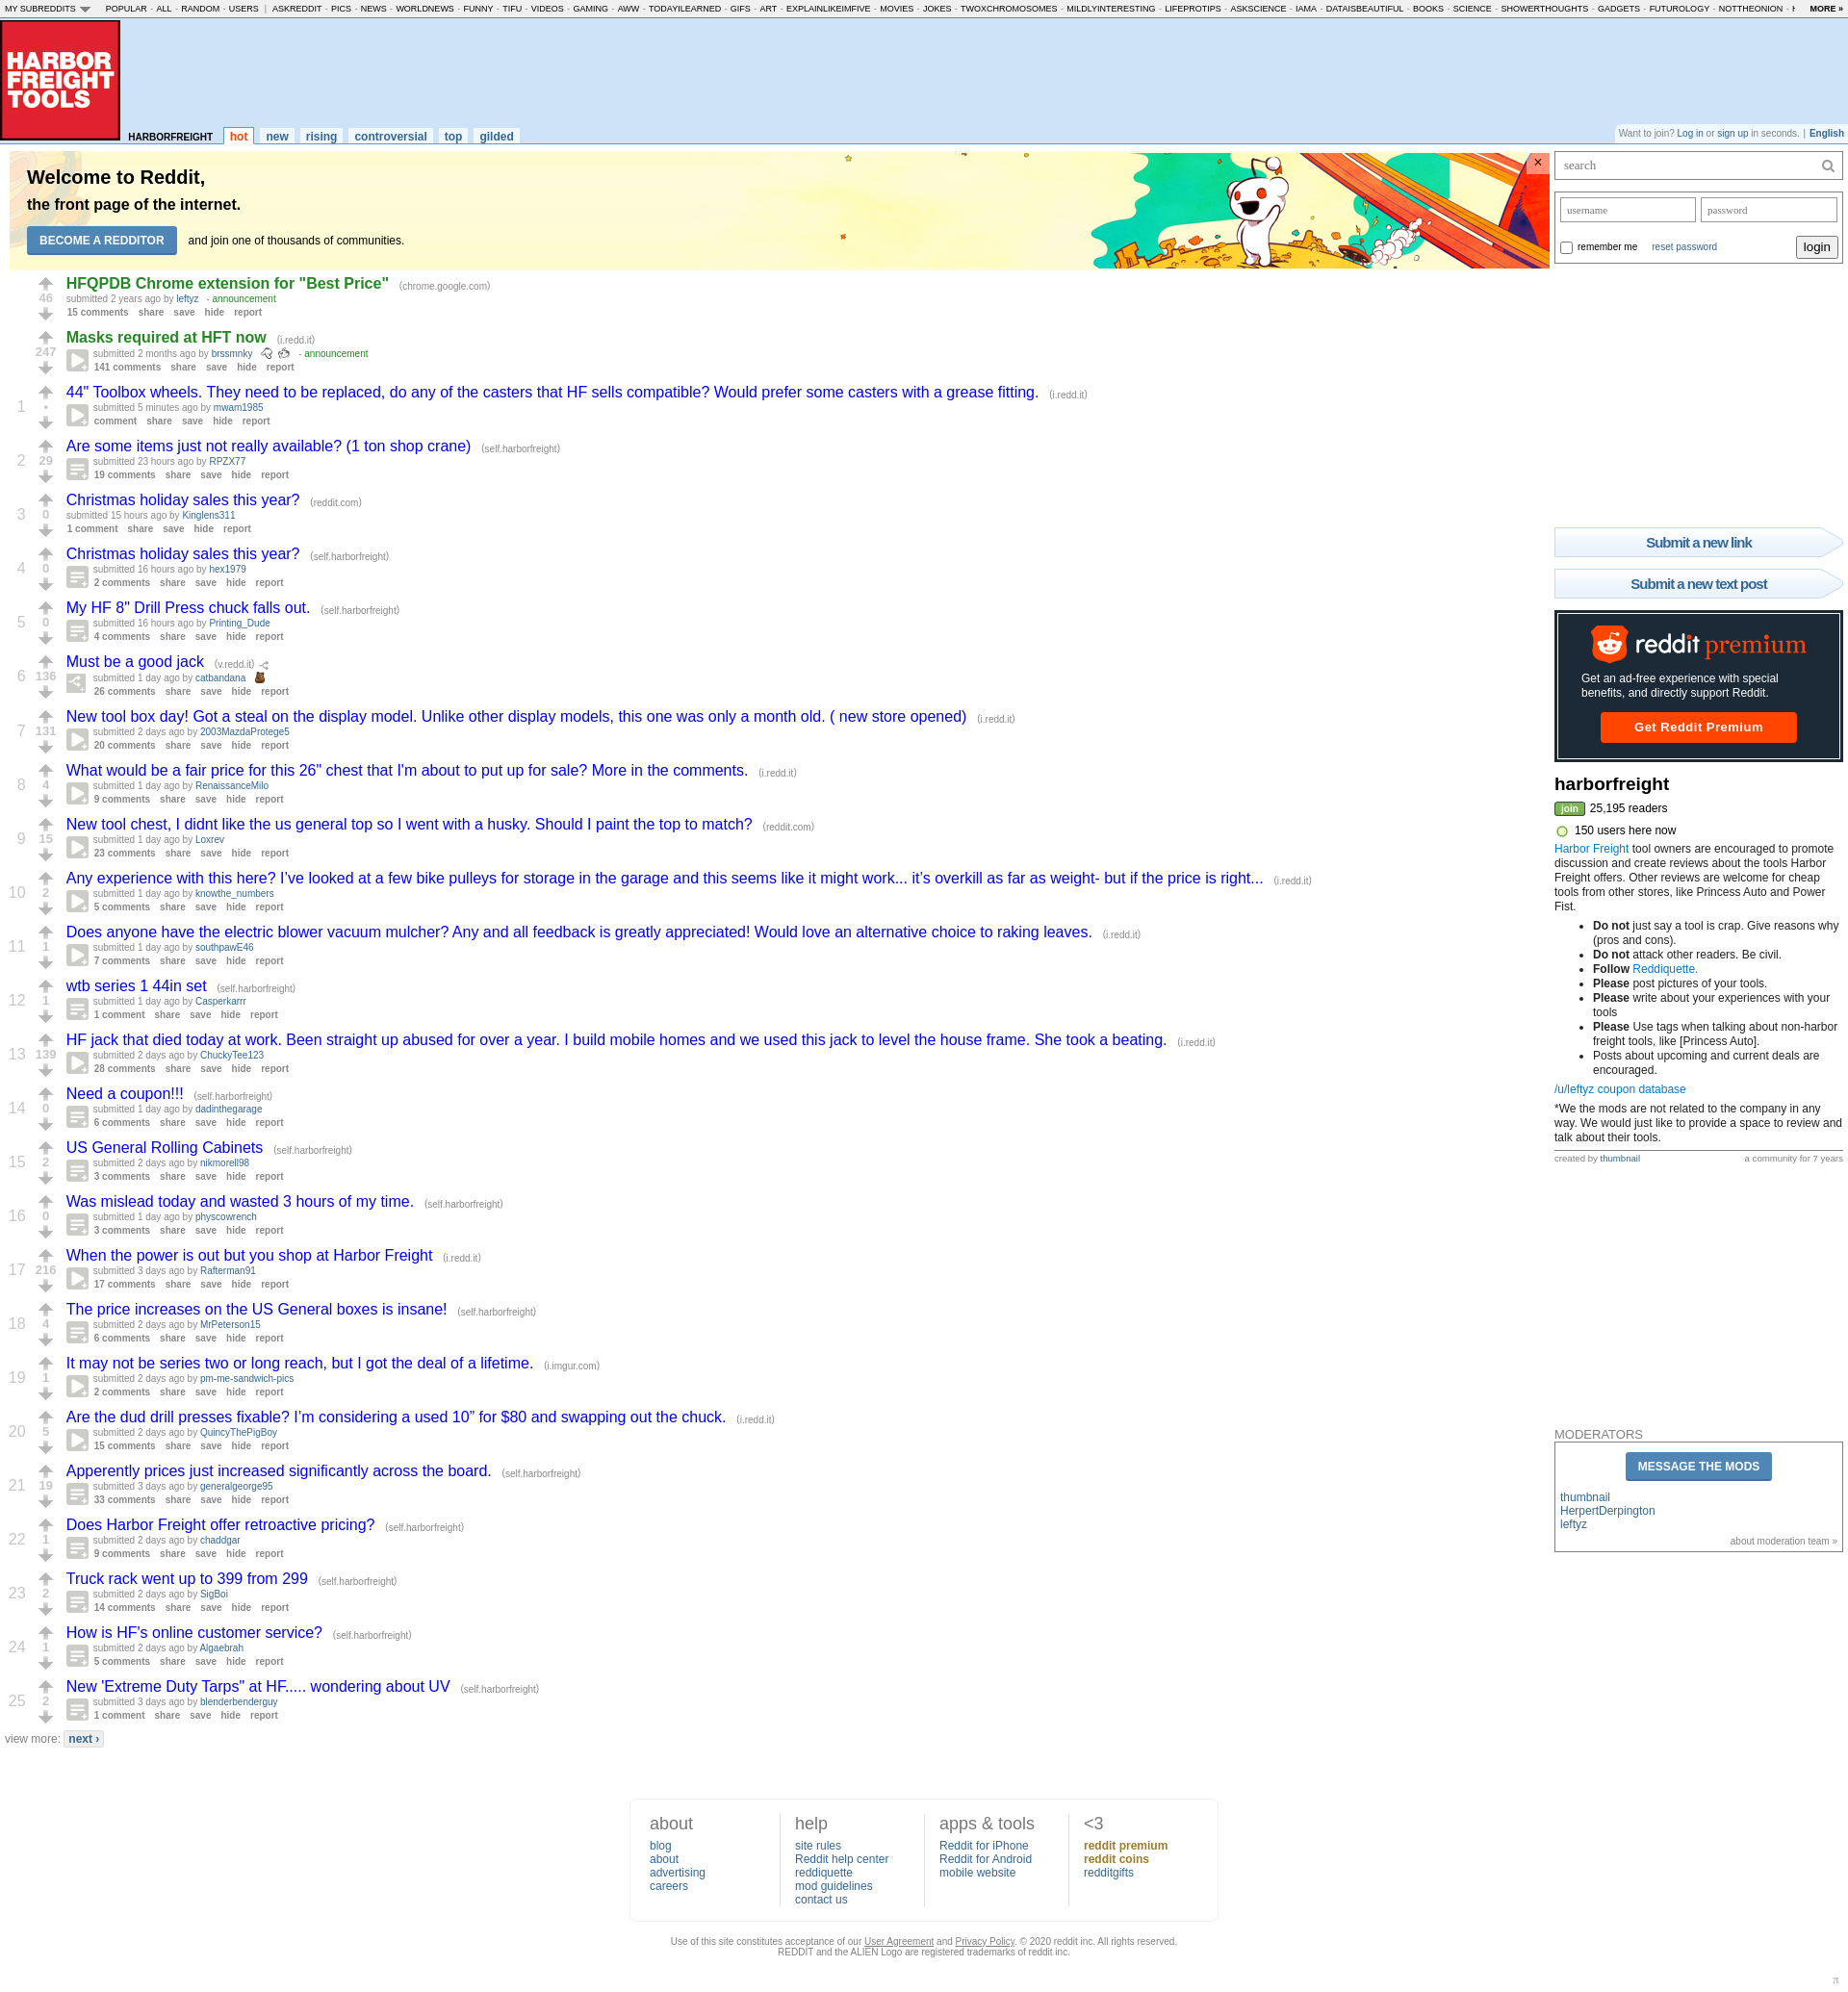 MY SUBREDDITS POPULAR - ALL - RANDOM - USERS | ASKREDDIT - PICS - NEWS - WORLDNEWS - FUNNY - TIFU - VIDEOS - GAMING - AWW - TODAYILEARNED - GIFS - ART - EXPLAINLIKEIMFIVE - MOVIES - JOKES - TWOXCHROMOSOMES - MILDLYINTERESTING - LIFEPROTIPS - ASKSCIENCE - IAMA - DATAISBEAUTIFUL - BOOKS - SCIENCE - SHOWERTHOUGHTS - GADGETS - FUTUROLOGY - NOTTHEONION - MORE »
HARBOR
FREIGHT
TOOLS
HARBORFREIGHT hot new rising controversial top gilded
Want to join? Log in or sign up in seconds. | English
Welcome to Reddit,
the front page of the internet.
BECOME A REDDITOR and join one of thousands of communities.
×
HFQPDB Chrome extension for "Best Price" (chrome.google.com)
46
submitted 2 years ago by leftyz - announcement
15 comments share save hide report
Masks required at HFT now (i.redd.it)
247
submitted 2 months ago by brssmnky - announcement
141 comments share save hide report
1
44" Toolbox wheels. They need to be replaced, do any of the casters that HF sells compatible? Would prefer some casters with a grease fitting. (i.redd.it)
•
submitted 5 minutes ago by mwam1985
comment share save hide report
2
Are some items just not really available? (1 ton shop crane) (self.harborfreight)
29
submitted 23 hours ago by RPZX77
19 comments share save hide report
3
Christmas holiday sales this year? (reddit.com)
0
submitted 15 hours ago by Kinglens311
1 comment share save hide report
4
Christmas holiday sales this year? (self.harborfreight)
0
submitted 16 hours ago by hex1979
2 comments share save hide report
5
My HF 8" Drill Press chuck falls out. (self.harborfreight)
0
submitted 16 hours ago by Printing_Dude
4 comments share save hide report
6
Must be a good jack (v.redd.it)
136
submitted 1 day ago by catbandana
26 comments share save hide report
7
New tool box day! Got a steal on the display model. Unlike other display models, this one was only a month old. ( new store opened) (i.redd.it)
131
submitted 2 days ago by 2003MazdaProtege5
20 comments share save hide report
8
What would be a fair price for this 26" chest that I'm about to put up for sale? More in the comments. (i.redd.it)
4
submitted 1 day ago by RenaissanceMilo
9 comments share save hide report
9
New tool chest, I didnt like the us general top so I went with a husky. Should I paint the top to match? (reddit.com)
15
submitted 1 day ago by Loxrev
23 comments share save hide report
10
Any experience with this here? I’ve looked at a few bike pulleys for storage in the garage and this seems like it might work... it’s overkill as far as weight- but if the price is right... (i.redd.it)
2
submitted 1 day ago by knowthe_numbers
5 comments share save hide report
11
Does anyone have the electric blower vacuum mulcher? Any and all feedback is greatly appreciated! Would love an alternative choice to raking leaves. (i.redd.it)
1
submitted 1 day ago by southpawE46
7 comments share save hide report
12
wtb series 1 44in set (self.harborfreight)
1
submitted 1 day ago by Casperkarrr
1 comment share save hide report
13
HF jack that died today at work. Been straight up abused for over a year. I build mobile homes and we used this jack to level the house frame. She took a beating. (i.redd.it)
139
submitted 2 days ago by ChuckyTee123
28 comments share save hide report
14
Need a coupon!!! (self.harborfreight)
0
submitted 1 day ago by dadinthegarage
6 comments share save hide report
15
US General Rolling Cabinets (self.harborfreight)
2
submitted 2 days ago by nikmorell98
3 comments share save hide report
16
Was mislead today and wasted 3 hours of my time. (self.harborfreight)
0
submitted 1 day ago by physcowrench
3 comments share save hide report
17
When the power is out but you shop at Harbor Freight (i.redd.it)
216
submitted 3 days ago by Rafterman91
17 comments share save hide report
18
The price increases on the US General boxes is insane! (self.harborfreight)
4
submitted 2 days ago by MrPeterson15
6 comments share save hide report
19
It may not be series two or long reach, but I got the deal of a lifetime. (i.imgur.com)
1
submitted 2 days ago by pm-me-sandwich-pics
2 comments share save hide report
20
Are the dud drill presses fixable? I’m considering a used 10” for $80 and swapping out the chuck. (i.redd.it)
5
submitted 2 days ago by QuincyThePigBoy
15 comments share save hide report
21
Apperently prices just increased significantly across the board. (self.harborfreight)
19
submitted 3 days ago by generalgeorge95
33 comments share save hide report
22
Does Harbor Freight offer retroactive pricing? (self.harborfreight)
1
submitted 2 days ago by chaddgar
9 comments share save hide report
23
Truck rack went up to 399 from 299 (self.harborfreight)
2
submitted 2 days ago by SigBoi
14 comments share save hide report
24
How is HF's online customer service? (self.harborfreight)
1
submitted 2 days ago by Algaebrah
5 comments share save hide report
25
New 'Extreme Duty Tarps" at HF..... wondering about UV (self.harborfreight)
2
submitted 3 days ago by blenderbenderguy
1 comment share save hide report
view more: next ›
search
username password
remember me reset password login
Submit a new link
Submit a new text post
reddit premium
Get an ad-free experience with special
benefits, and directly support Reddit.
Get Reddit Premium
harborfreight
join 25,195 readers
150 users here now
Harbor Freight tool owners are encouraged to promote
discussion and create reviews about the tools Harbor
Freight offers. Other reviews are welcome for cheap
tools from other stores, like Princess Auto and Power
Fist.
• Do not just say a tool is crap. Give reasons why
(pros and cons).
• Do not attack other readers. Be civil.
• Follow Reddiquette.
• Please post pictures of your tools.
• Please write about your experiences with your
tools
• Please Use tags when talking about non-harbor
freight tools, like [Princess Auto].
• Posts about upcoming and current deals are
encouraged.
/u/leftyz coupon database
*We the mods are not related to the company in any
way. We would just like to provide a space to review and
talk about their tools.
created by thumbnail a community for 7 years
MODERATORS
MESSAGE THE MODS
thumbnail
HerpertDerpington
leftyz
about moderation team »
about
blog
about
advertising
careers
help
site rules
Reddit help center
reddiquette
mod guidelines
contact us
apps & tools
Reddit for iPhone
Reddit for Android
mobile website
<3
reddit premium
reddit coins
redditgifts
Use of this site constitutes acceptance of our User Agreement and Privacy Policy. © 2020 reddit inc. All rights reserved.
REDDIT and the ALIEN Logo are registered trademarks of reddit inc.
π